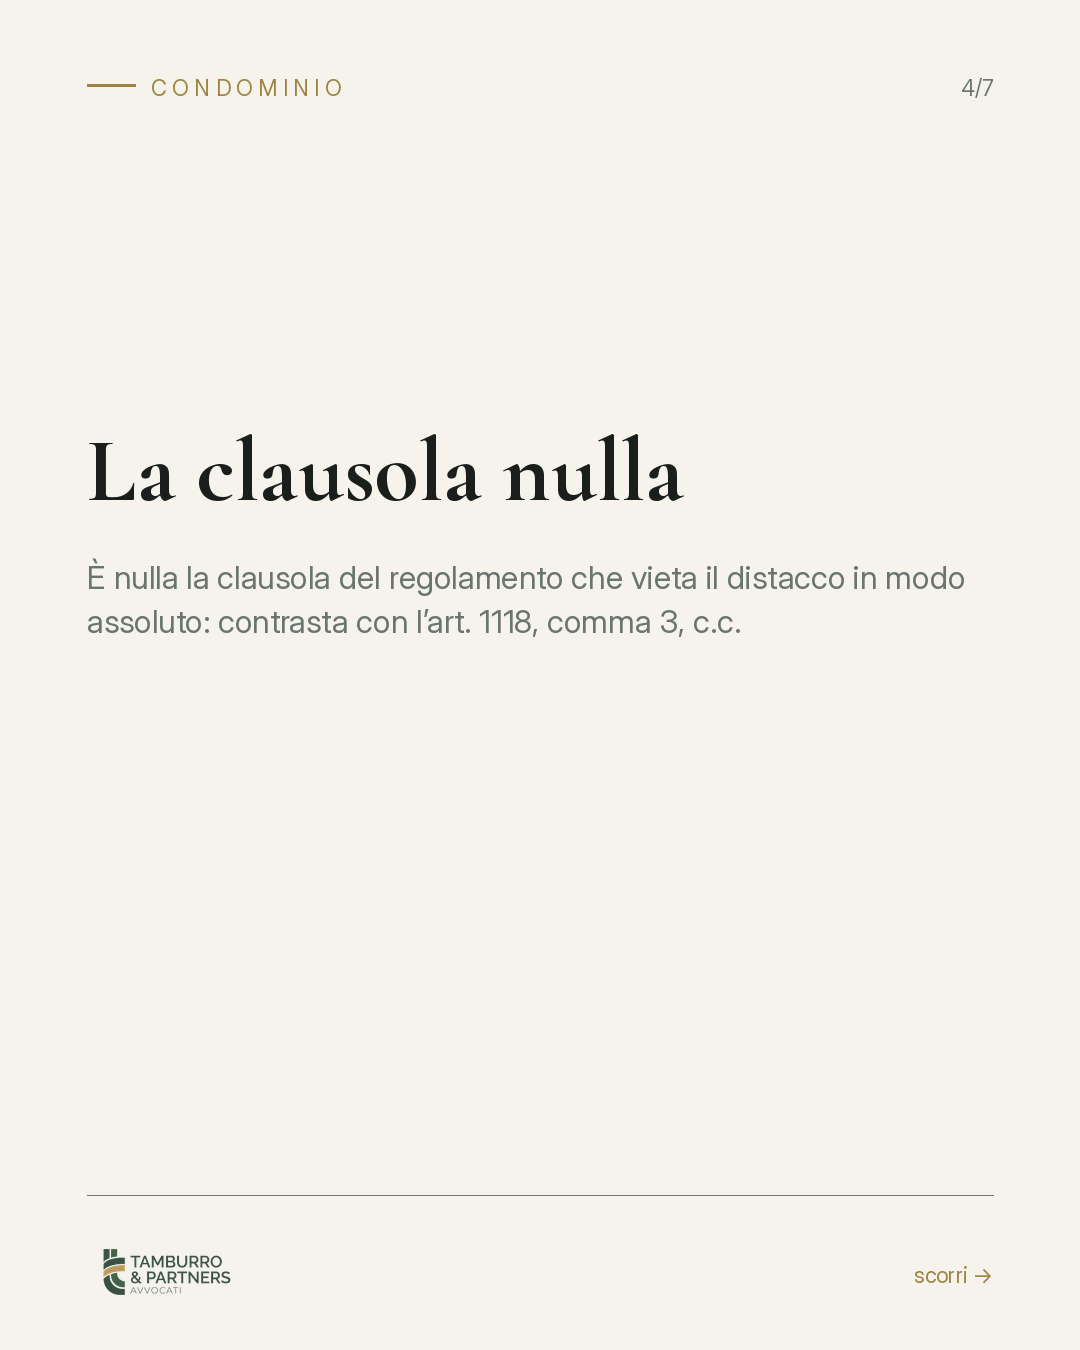 CONDOMINIO
4/7
La clausola nulla
È nulla la clausola del regolamento che vieta il distacco in modo
assoluto: contrasta con l’art. 1118, comma 3, c.c.
TAMBURRO
& PARTNERS
AVVOCATI
scorri →